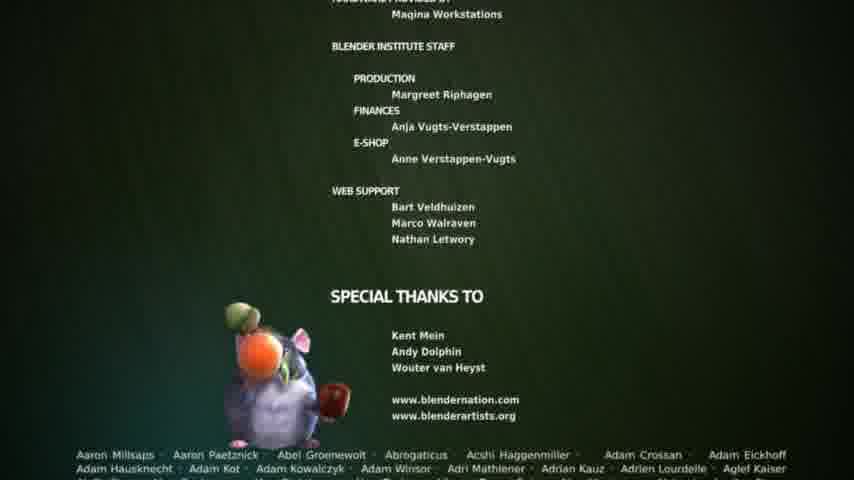 Maqina Workstations
BLENDER INSTITUTE STAFF
PRODUCTION
Margreet Riphagen
FINANCES
Anja Vugts-Verstappen
E-SHOP
Anne Verstappen-Vugts
WEB SUPPORT
Bart Veldhuizen
Marco Walraven
Nathan Letwory
SPECIAL THANKS TO
Kent Mein
Andy Dolphin
Wouter van Heyst
www.blendernation.com
www.blenderartists.org
Aaron Millsaps · Aaron Paetznick · Abel Groenewolt · Abrogaticus · Acshi Haggenmiller · Adam Crossan · Adam Eickhoff
Adam Hausknecht · Adam Kot · Adam Kowalczyk · Adam Winsor · Adri Mathlener · Adrian Kauz · Adrien Lourdelle · Aglef Kaiser